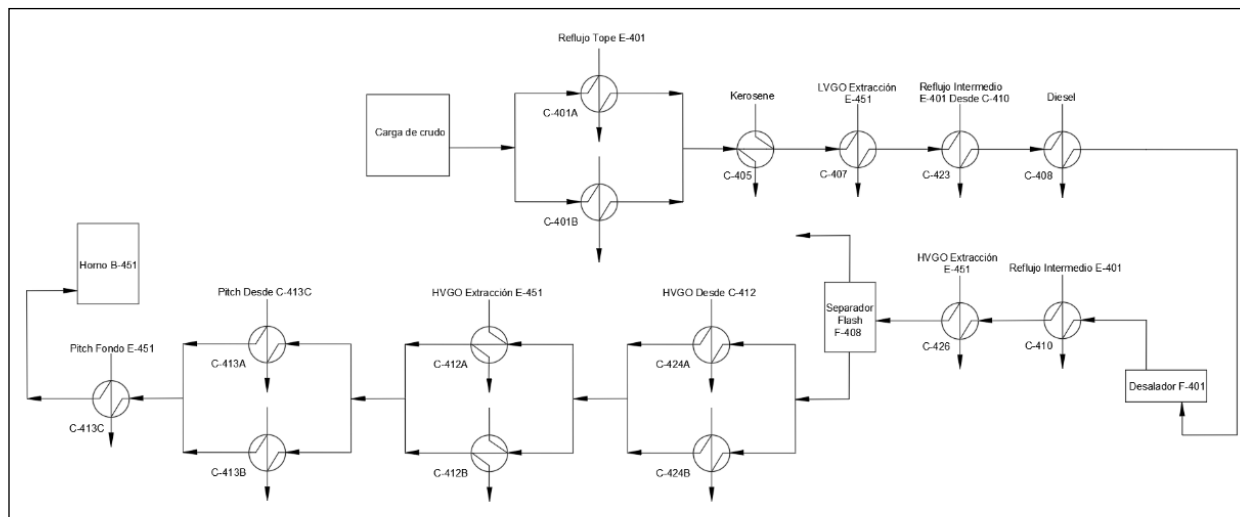 Reflujo Tope E-401
C-401A
Carga de crudo
C-401B
Kerosene
C-405
LVGO Extracción
E-451
C-407
Reflujo Intermedio
E-401 Desde C-410
C-423
Diesel
C-408
Desalador F-401
Reflujo Intermedio E-401
C-410
HVGO Extracción
E-451
C-426
Separador
Flash
F-408
HVGO Desde C-412
C-424A
C-424B
HVGO Extracción E-451
C-412A
C-412B
Pitch Desde C-413C
C-413A
C-413B
Pitch Fondo E-451
C-413C
Horno B-451